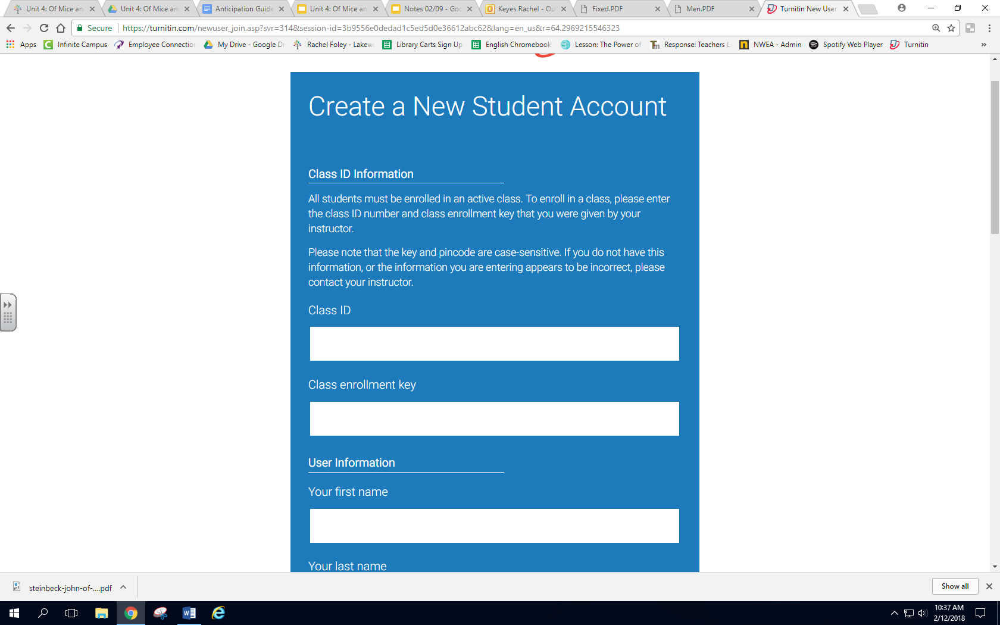 Unit 4: Of Mice an
Unit 4: Of Mice an
Anticipation Guide
Unit 4: Of Mice an
Notes 02/09 - Goo
Keyes Rachel - Ou
Fixed.PDF
Men.PDF
Turnitin New User
Secure
https://turnitin.com/newuser_join.asp?svr=314&session-id=3b9556e0dedad1c5ed5d0e36612abc62&lang=en_us&r=64.2969215546323
Apps
Infinite Campus
Employee Connection
My Drive - Google Dr
Rachel Foley - Lakew
Library Carts Sign Up
English Chromebook
Lesson: The Power of
Response: Teachers L
NWEA - Admin
Spotify Web Player
Turnitin
»
Create a New Student Account
Class ID Information
All students must be enrolled in an active class. To enroll in a class, please enter
the class ID number and class enrollment key that you were given by your
instructor.
Please note that the key and pincode are case-sensitive. If you do not have this
information, or the information you are entering appears to be incorrect, please
contact your instructor.
Class ID
Class enrollment key
User Information
Your first name
Your last name
steinbeck-john-of-....pdf
Show all
10:37 AM
2/12/2018